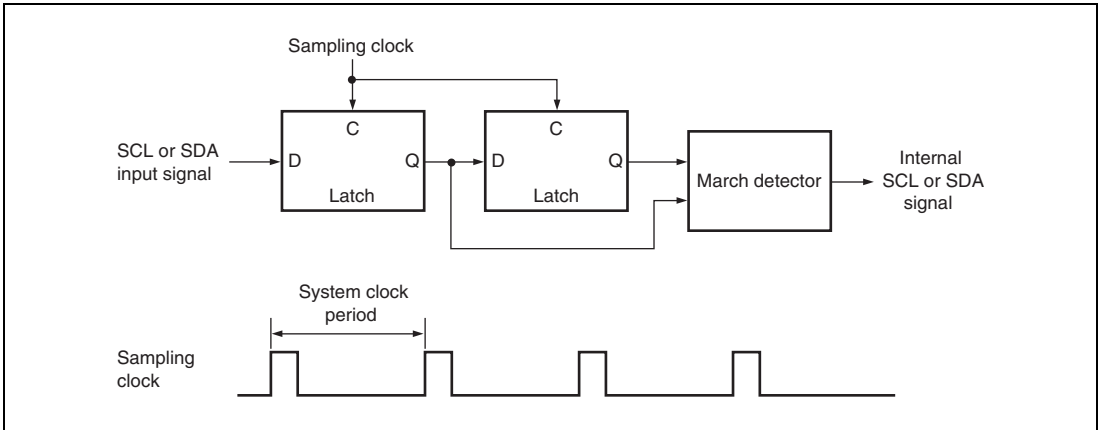 Sampling clock
SCL or SDA
input signal
C
D
Q
Latch
C
D
Q
Latch
March detector
Internal
SCL or SDA
signal
System clock
period
Sampling
clock